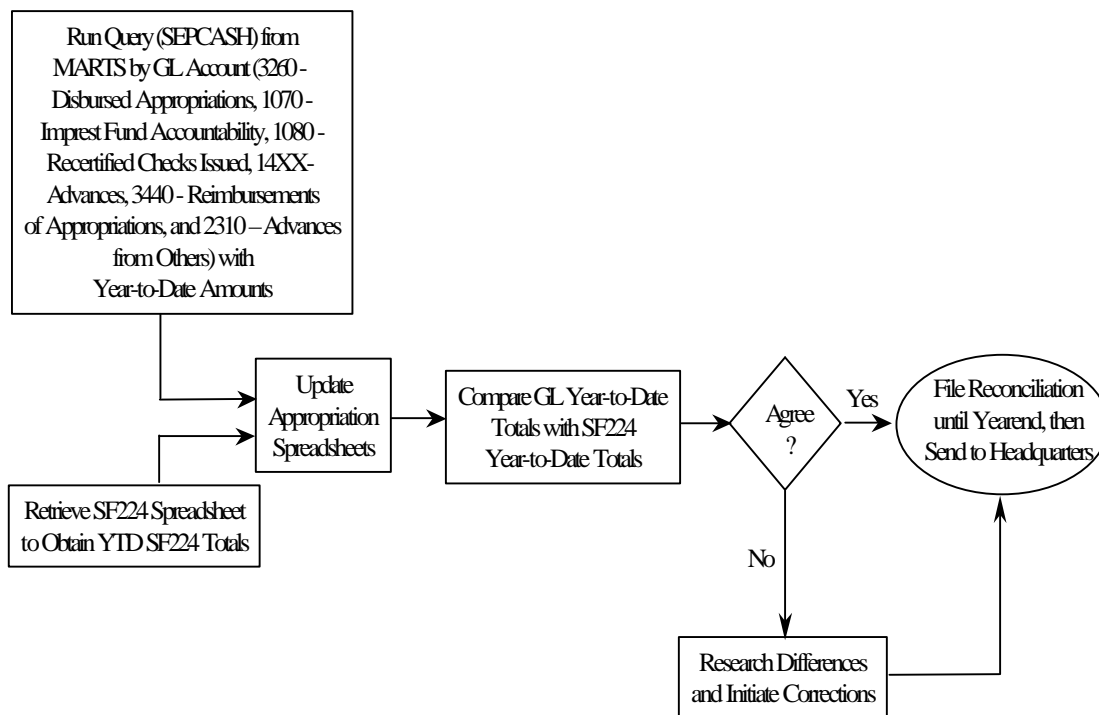 Run Query (SEPCASH) from
MARTS by GL Account (3260 -
Disbursed Appropriations, 1070 -
Imprest Fund Accountability, 1080 -
Recertified Checks Issued, 14XX-
Advances, 3440 - Reimbursements
of Appropriations, and 2310 – Advances
from Others) with
Year-to-Date Amounts
Update
Appropriation
Spreadsheets
Compare GL Year-to-Date
Totals with SF224
Year-to-Date Totals
Agree
?
Yes
File Reconciliation
until Yearend, then
Send to Headquarters
Retrieve SF224 Spreadsheet
to Obtain YTD SF224 Totals
No
Research Differences
and Initiate Corrections